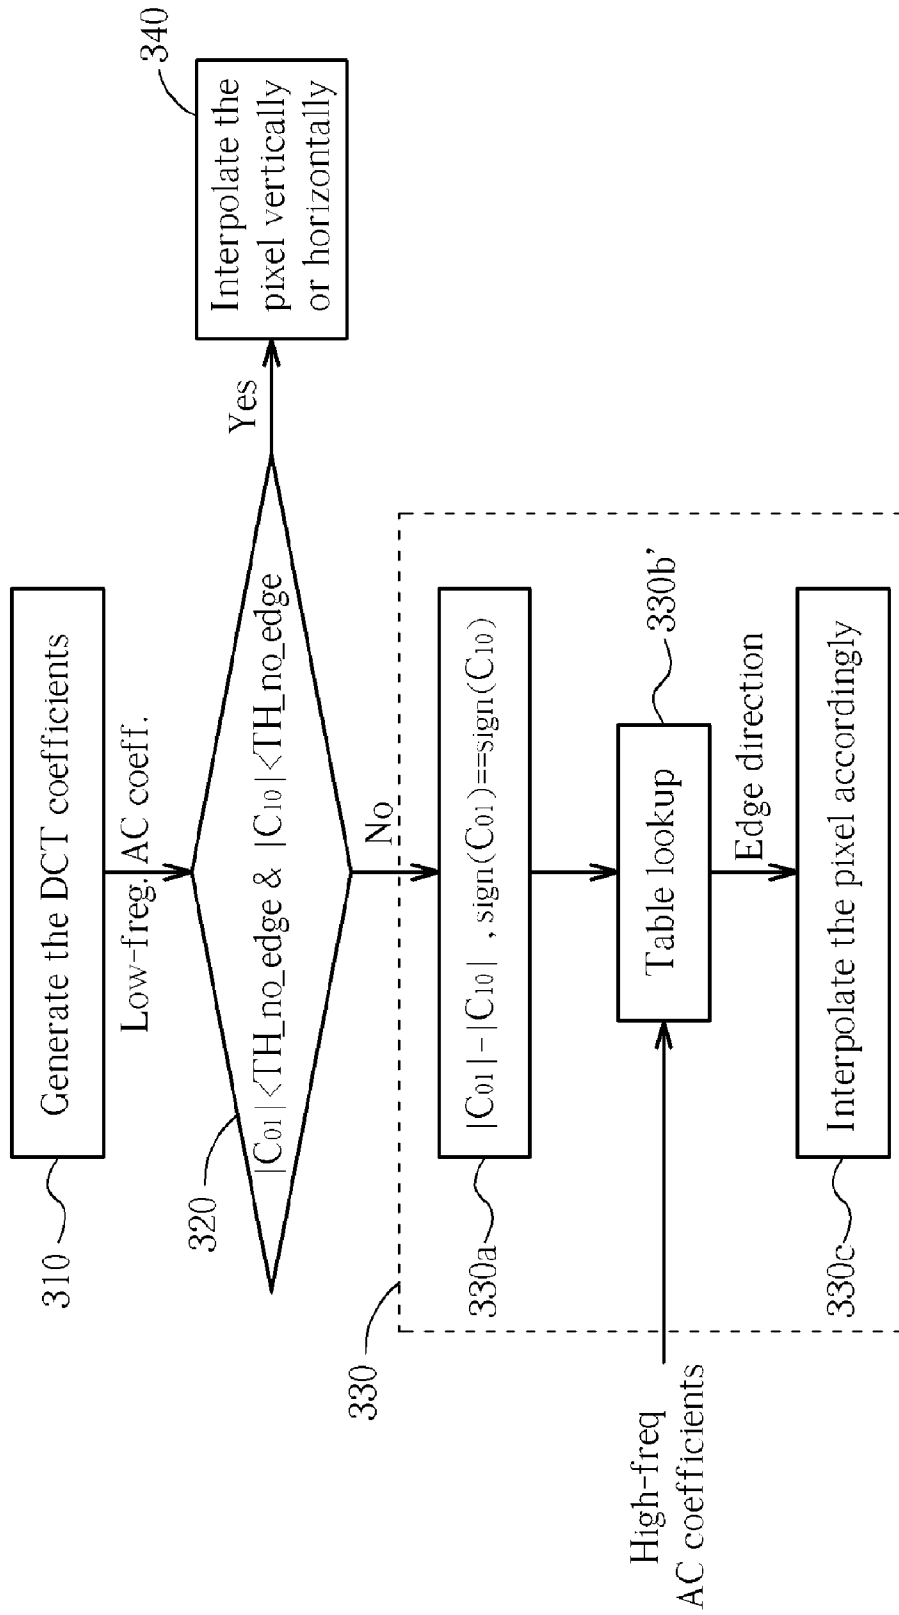 310
Generate the DCT coefficients
Low-freg. AC coeff.
320
|C01|<TH_no_edge & |C10|<TH_no_edge
Yes
340
Interpolate the
pixel vertically
or horizontally
No
330
330a
|C01|-|C10| ,sign(C01)==sign(C10)
High-freq
AC coefficients
Table lookup
330b'
Edge direction
330c
Interpolate the pixel accordingly